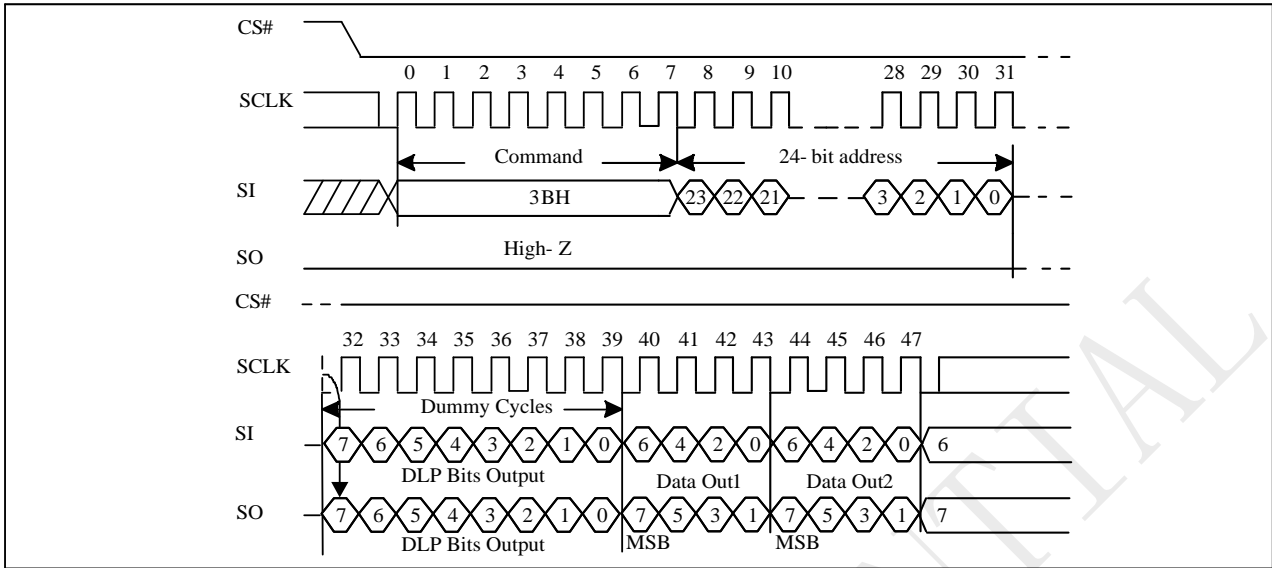 CS#
0 1 2 3 4 5 6 7 8 9 10 28 29 30 31
SCLK
Command 24- bit address
SI 3BH 23 22 21 3 2 1 0
High- Z
SO
CS#
32 33 34 35 36 37 38 39 40 41 42 43 44 45 46 47
SCLK
Dummy Cycles
SI 7 6 5 4 3 2 1 0 6 4 2 0 6 4 2 0 6
DLP Bits Output Data Out1 Data Out2
SO 7 6 5 4 3 2 1 0 7 5 3 1 7 5 3 1 7
DLP Bits Output MSB MSB